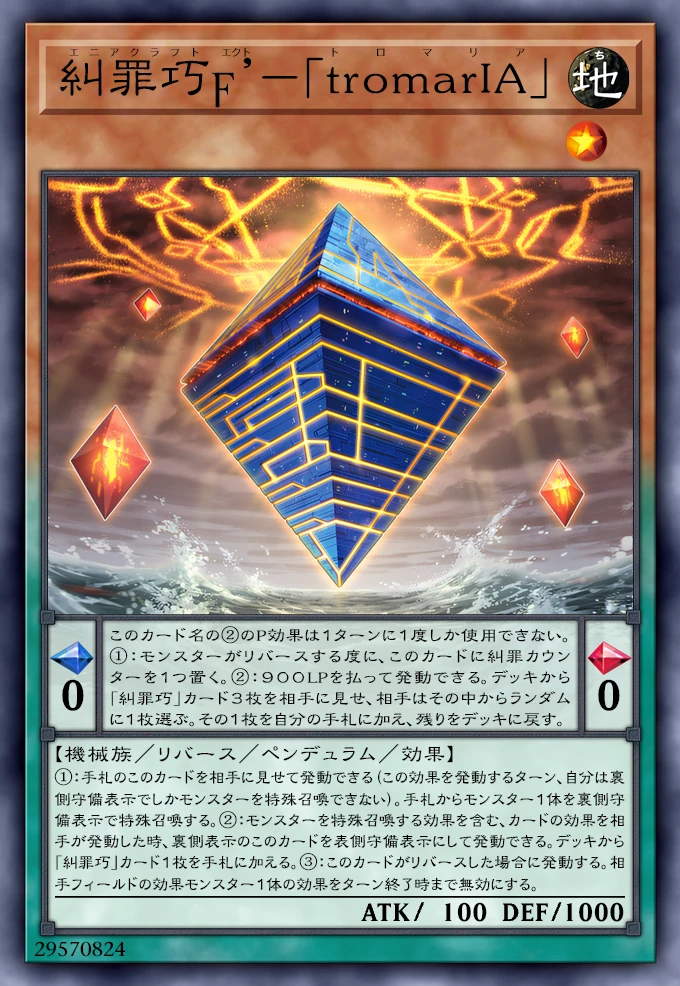 エニアクラフト エクト トロマリア
糾罪巧F’－「tromarIA」
ち
地
このカード名の②のP効果は1ターンに1度しか使用できない。
①：モンスターがリバースする度に、このカードに糾罪カウン
ターを1つ置く。②：900LPを払って発動できる。デッキから
「糾罪巧」カード3枚を相手に見せ、相手はその中からランダム
に1枚選ぶ。その1枚を自分の手札に加え、残りをデッキに戻す。
0
0
【機械族／リバース／ペンデュラム／効果】
①：手札のこのカードを相手に見せて発動できる（この効果を発動するターン、自分は裏
側守備表示でしかモンスターを特殊召喚できない）。手札からモンスター1体を裏側守
備表示で特殊召喚する。②：モンスターを特殊召喚する効果を含む、カードの効果を相
手が発動した時、裏側表示のこのカードを表側守備表示にして発動できる。デッキから
「糾罪巧」カード1枚を手札に加える。③：このカードがリバースした場合に発動する。相
手フィールドの効果モンスター1体の効果をターン終了時まで無効にする。
ATK/ 100 DEF/1000
29570824